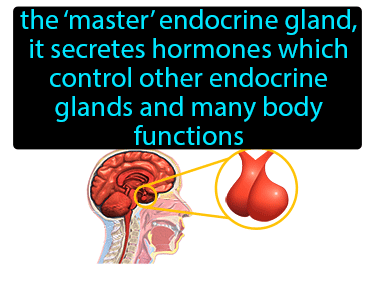 the ‘master’ endocrine gland,
it secretes hormones which
control other endocrine
glands and many body
functions